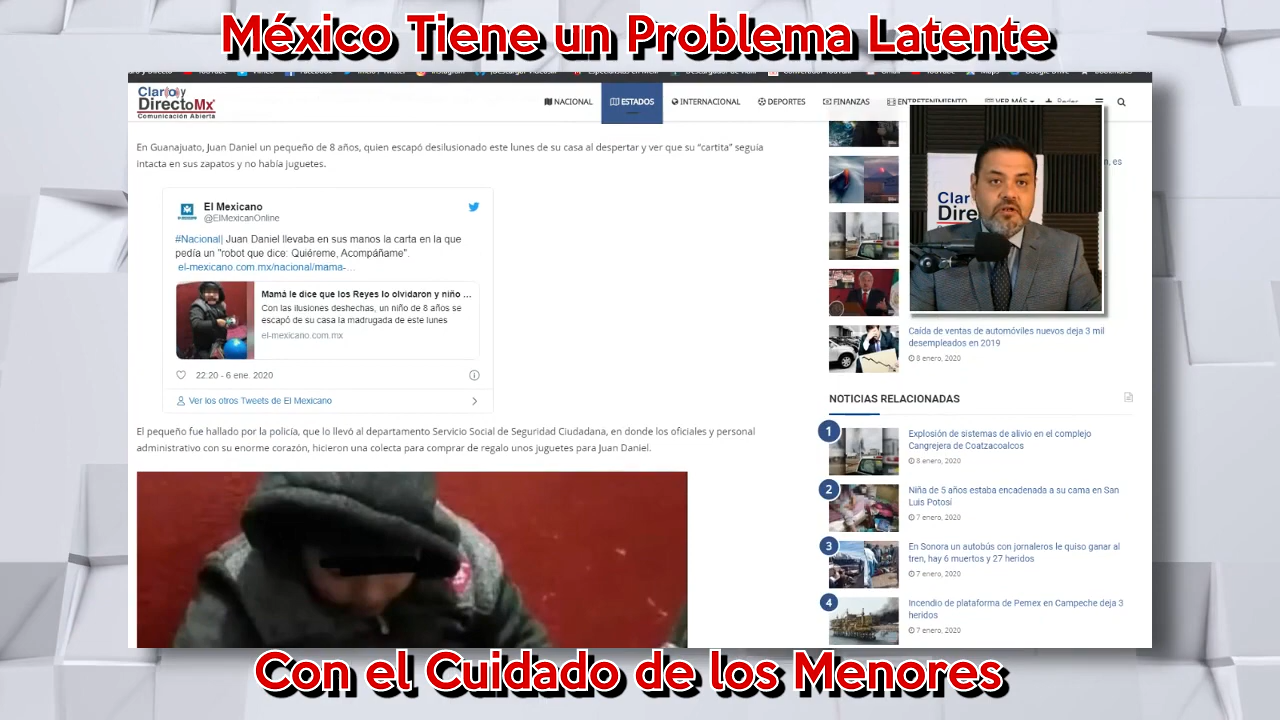 México Tiene un Problema Latente
Claro y
DirectoMx
Comunicación Abierta
NACIONAL
ESTADOS
INTERNACIONAL
DEPORTES
FINANZAS
ENTRETENIMIENTO
VER MÁS
Redes
En Guanajuato, Juan Daniel un pequeño de 8 años, quien escapó desilusionado este lunes de su casa al despertar y ver que su "cartita" seguía
intacta en sus zapatos y no había juguetes.
El Mexicano
@ElMexicanOnline
#Nacional| Juan Daniel llevaba en sus manos la carta en la que
pedía un "robot que dice: Quiéreme, Acompáñame".
el-mexicano.com.mx/nacional/mama-...
Mamá le dice que los Reyes lo olvidaron y niño ...
Con las ilusiones deshechas, un niño de 8 años se
escapó de su casa la madrugada de este lunes
el-mexicano.com.mx
22:20 - 6 ene. 2020
Ver los otros Tweets de El Mexicano
El pequeño fue hallado por la policía, que lo llevó al departamento Servicio Social de Seguridad Ciudadana, en donde los oficiales y personal
administrativo con su enorme corazón, hicieron una colecta para comprar de regalo unos juguetes para Juan Daniel.
, es
Clar
Dire
Caída de ventas de automóviles nuevos deja 3 mil
desempleados en 2019
8 enero, 2020
NOTICIAS RELACIONADAS
1
Explosión de sistemas de alivio en el complejo
Cangrejera de Coatzacoalcos
8 enero, 2020
2
Niña de 5 años estaba encadenada a su cama en San
Luis Potosí
7 enero, 2020
3
En Sonora un autobús con jornaleros le quiso ganar al
tren, hay 6 muertos y 27 heridos
7 enero, 2020
4
Incendio de plataforma de Pemex en Campeche deja 3
heridos
7 enero, 2020
Con el Cuidado de los Menores